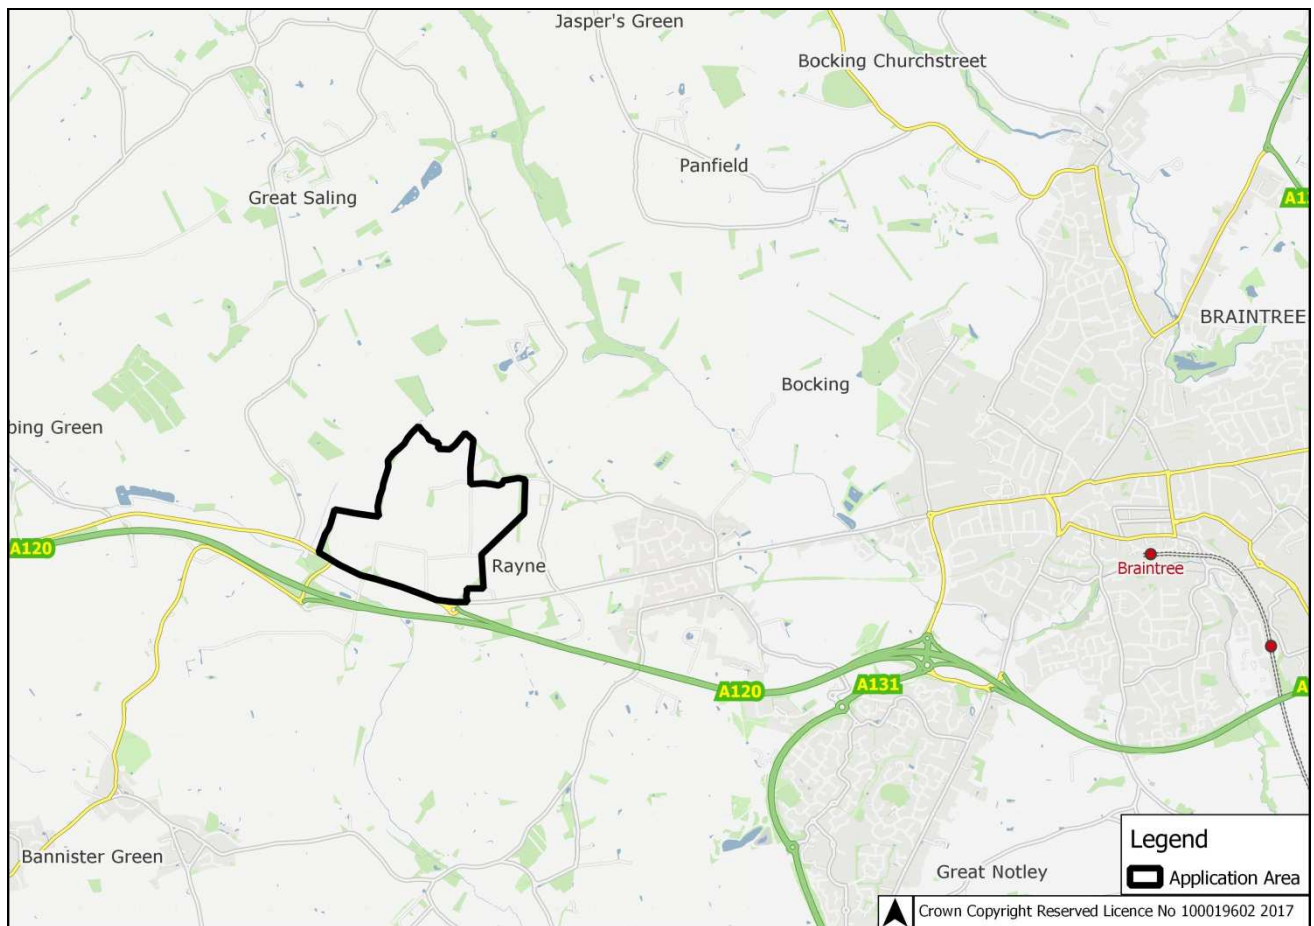 Jasper's Green
Bocking Churchstreet
Panfield
Great Saling
A13
BRAINTREE
Bocking
bing Green
A120
Rayne
Braintree
A120
A131
A
Bannister Green
Great Notley
Legend
Application Area
Crown Copyright Reserved Licence No 100019602 2017